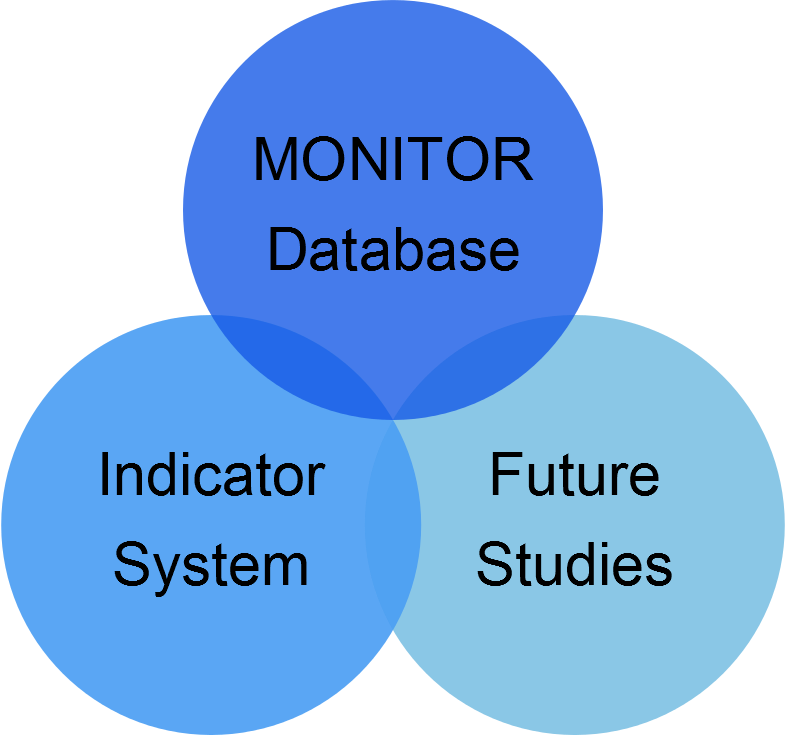 MONITOR
Database
Indicator
System
Future
Studies